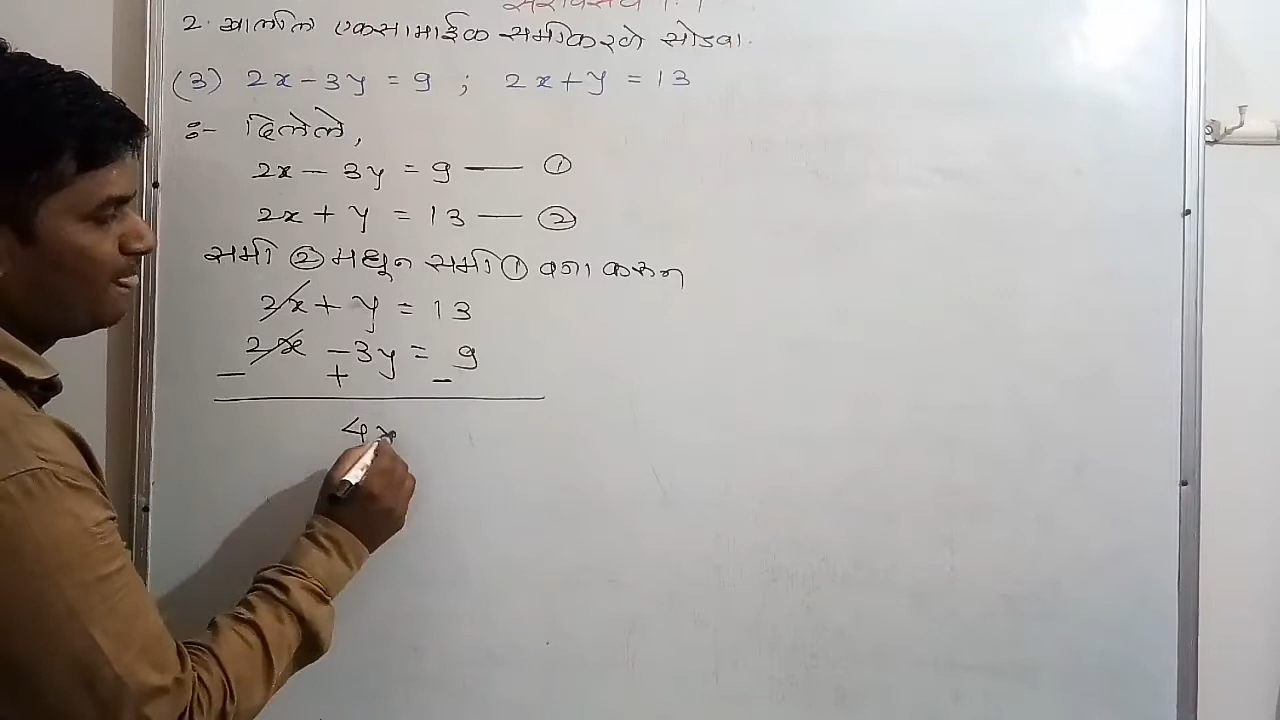 2. खालील एकसामाईक समीकरणे सोडवा.
(3) 2x - 3y = 9 ; 2x + y = 13
:- दिलेले,
2x - 3y = 9 — ①
2x + y = 13 — ②
समी ② मधून समी ① वजा करून
2x + y = 13
2x - 3y = 9
- + -
4y